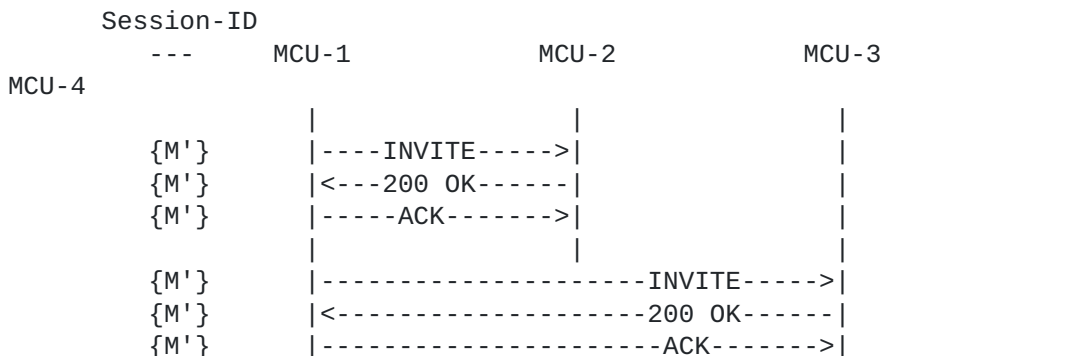 Session-ID
---     MCU-1            MCU-2            MCU-3
MCU-4
          |                |                |
{M'}      |----INVITE----->|                |
{M'}      |<---200 OK------|                |
{M'}      |-----ACK------->|                |
          |                |                |
{M'}      |---------------------INVITE----->|
{M'}      |<--------------------200 OK------|
{M'}      |----------------------ACK------->|